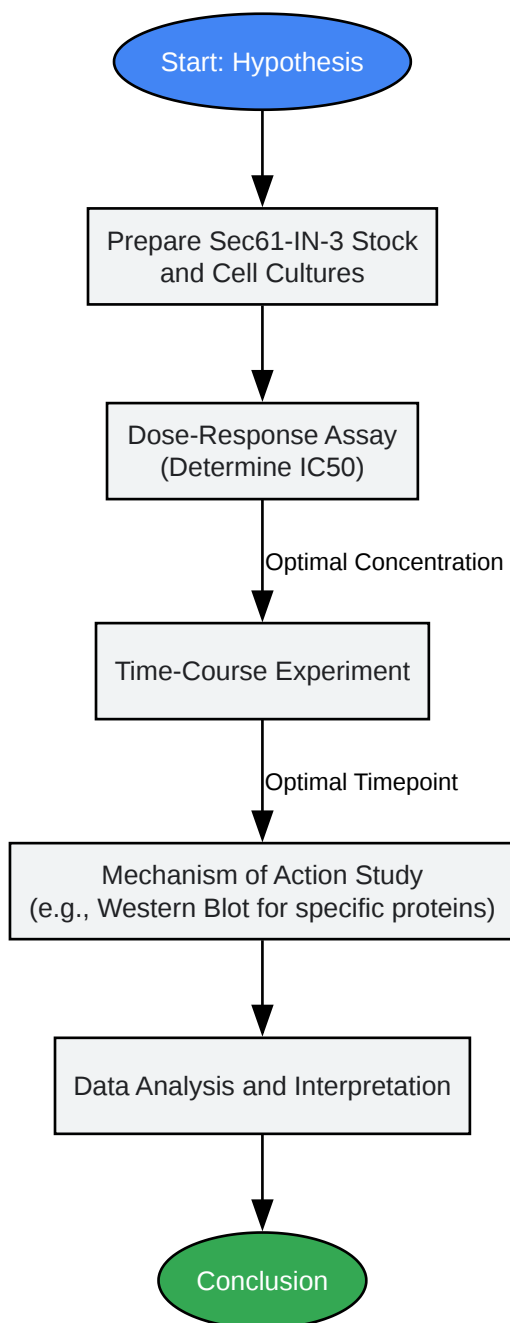 Start: Hypothesis
Prepare Sec61-IN-3 Stock
and Cell Cultures
Dose-Response Assay
(Determine IC50)
Optimal Concentration
Time-Course Experiment
Optimal Timepoint
Mechanism of Action Study
(e.g., Western Blot for specific proteins)
Data Analysis and Interpretation
Conclusion